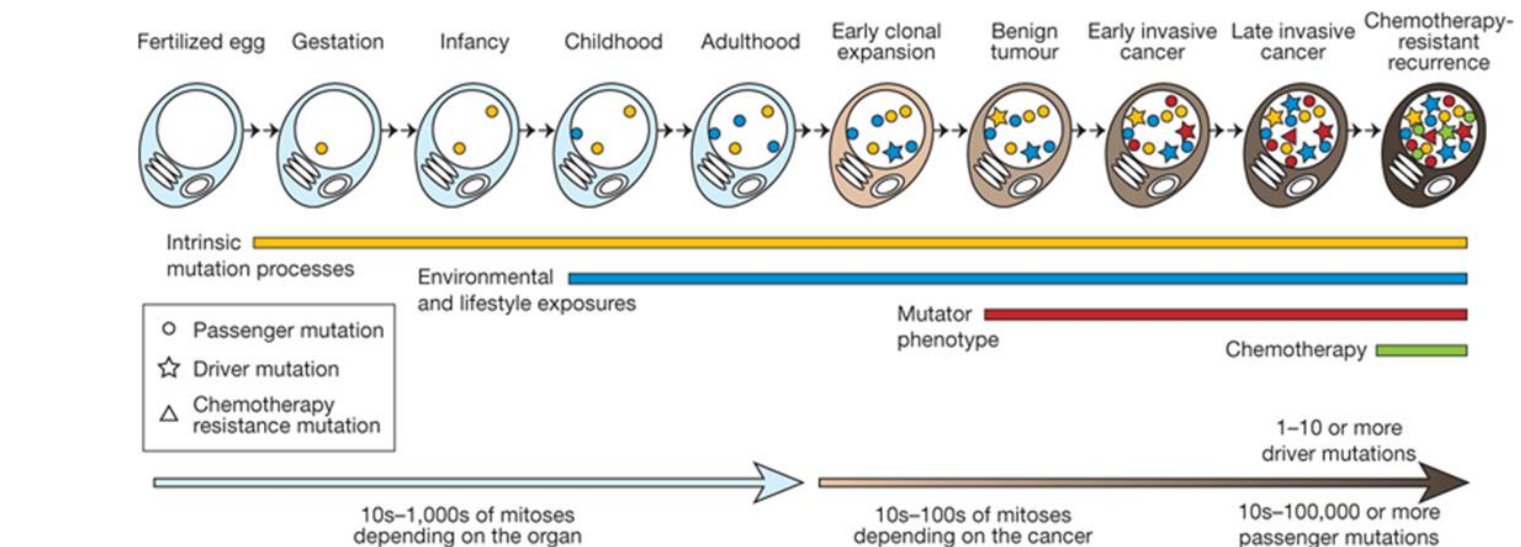 Fertilized egg
Gestation
Infancy
Childhood
Adulthood
Early clonal
expansion
Benign
tumour
Early invasive
cancer
Late invasive
cancer
Chemotherapy-
resistant
recurrence
Intrinsic
mutation processes
Environmental
and lifestyle exposures
Mutator
phenotype
Chemotherapy
Passenger mutation
Driver mutation
Chemotherapy
resistance mutation
1–10 or more
driver mutations
10s–1,000s of mitoses
depending on the organ
10s–100s of mitoses
depending on the cancer
10s–100,000 or more
passenger mutations